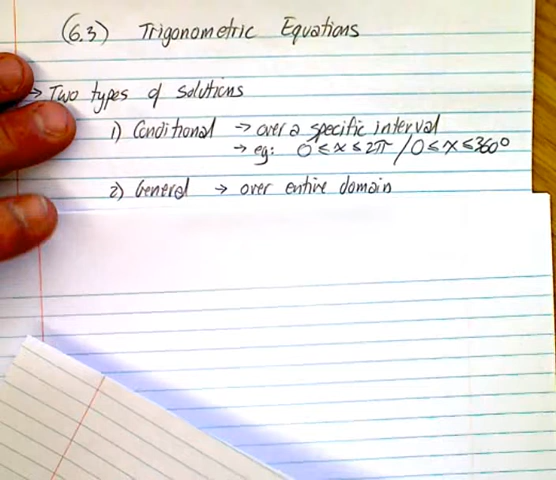 (6.3) Trigonometric Equations
→ Two types of solutions
1) Conditional → over a specific interval
→ eg: 0 ≤ x ≤ 2π / 0 ≤ x ≤ 360°
2) General → over entire domain